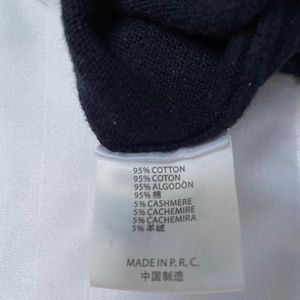 95% COTTON
95% COTON
95% ALGODÓN
95% 棉
5% CASHMERE
5% CACHEMIRE
5% CACHEMIRA
5% 羊绒
MADE IN P. R. C.
中国制造